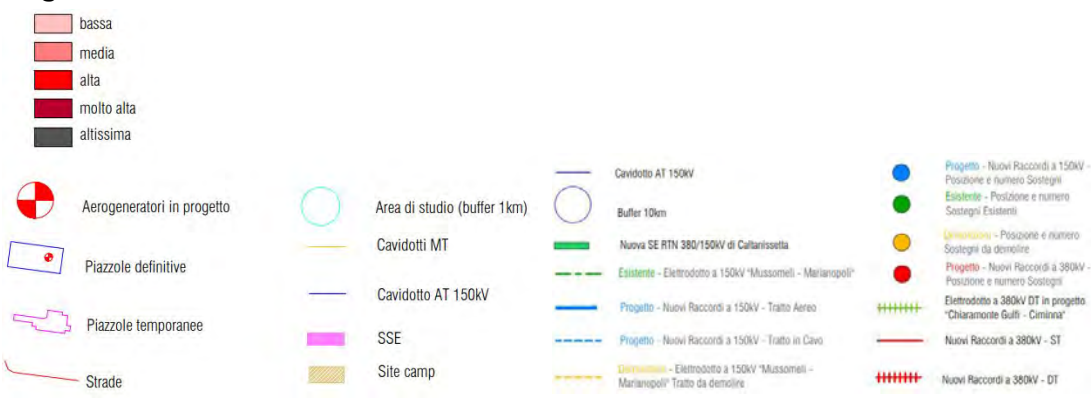 bassa
media
alta
molto alta
altissima
Aerogeneratori in progetto
Piazzole definitive
Piazzole temporanee
Strade
Area di studio (buffer 1km)
Cavidotti MT
Cavidotto AT 150kV
SSE
Site camp
Cavidotto AT 150kV
Buffer 10km
Nuova SE RTN 380/150kV di Caltanissetta
Esistente - Elettrodotto a 150kV "Mussomeli - Marianopoli"
Progetto - Nuovi Raccordi a 150kV - Tratto Aereo
Progetto - Nuovi Raccordi a 150kV - Tratto in Cavo
Demolizioni - Elettrodotto a 150kV "Mussomeli -
Marianopoli" Tratto da demolire
Progetto - Nuovi Raccordi a 150kV -
Posizione e numero Sostegni
Esistente - Posizione e numero
Sostegni Esistenti
Demolizioni - Posizione e numero
Sostegni da demolire
Progetto - Nuovi Raccordi a 380kV -
Posizione e numero Sostegni
Elettrodotto a 380kV DT in progetto
"Chiaramonte Gulfi - Ciminna"
Nuovi Raccordi a 380kV - ST
Nuovi Raccordi a 380kV - DT